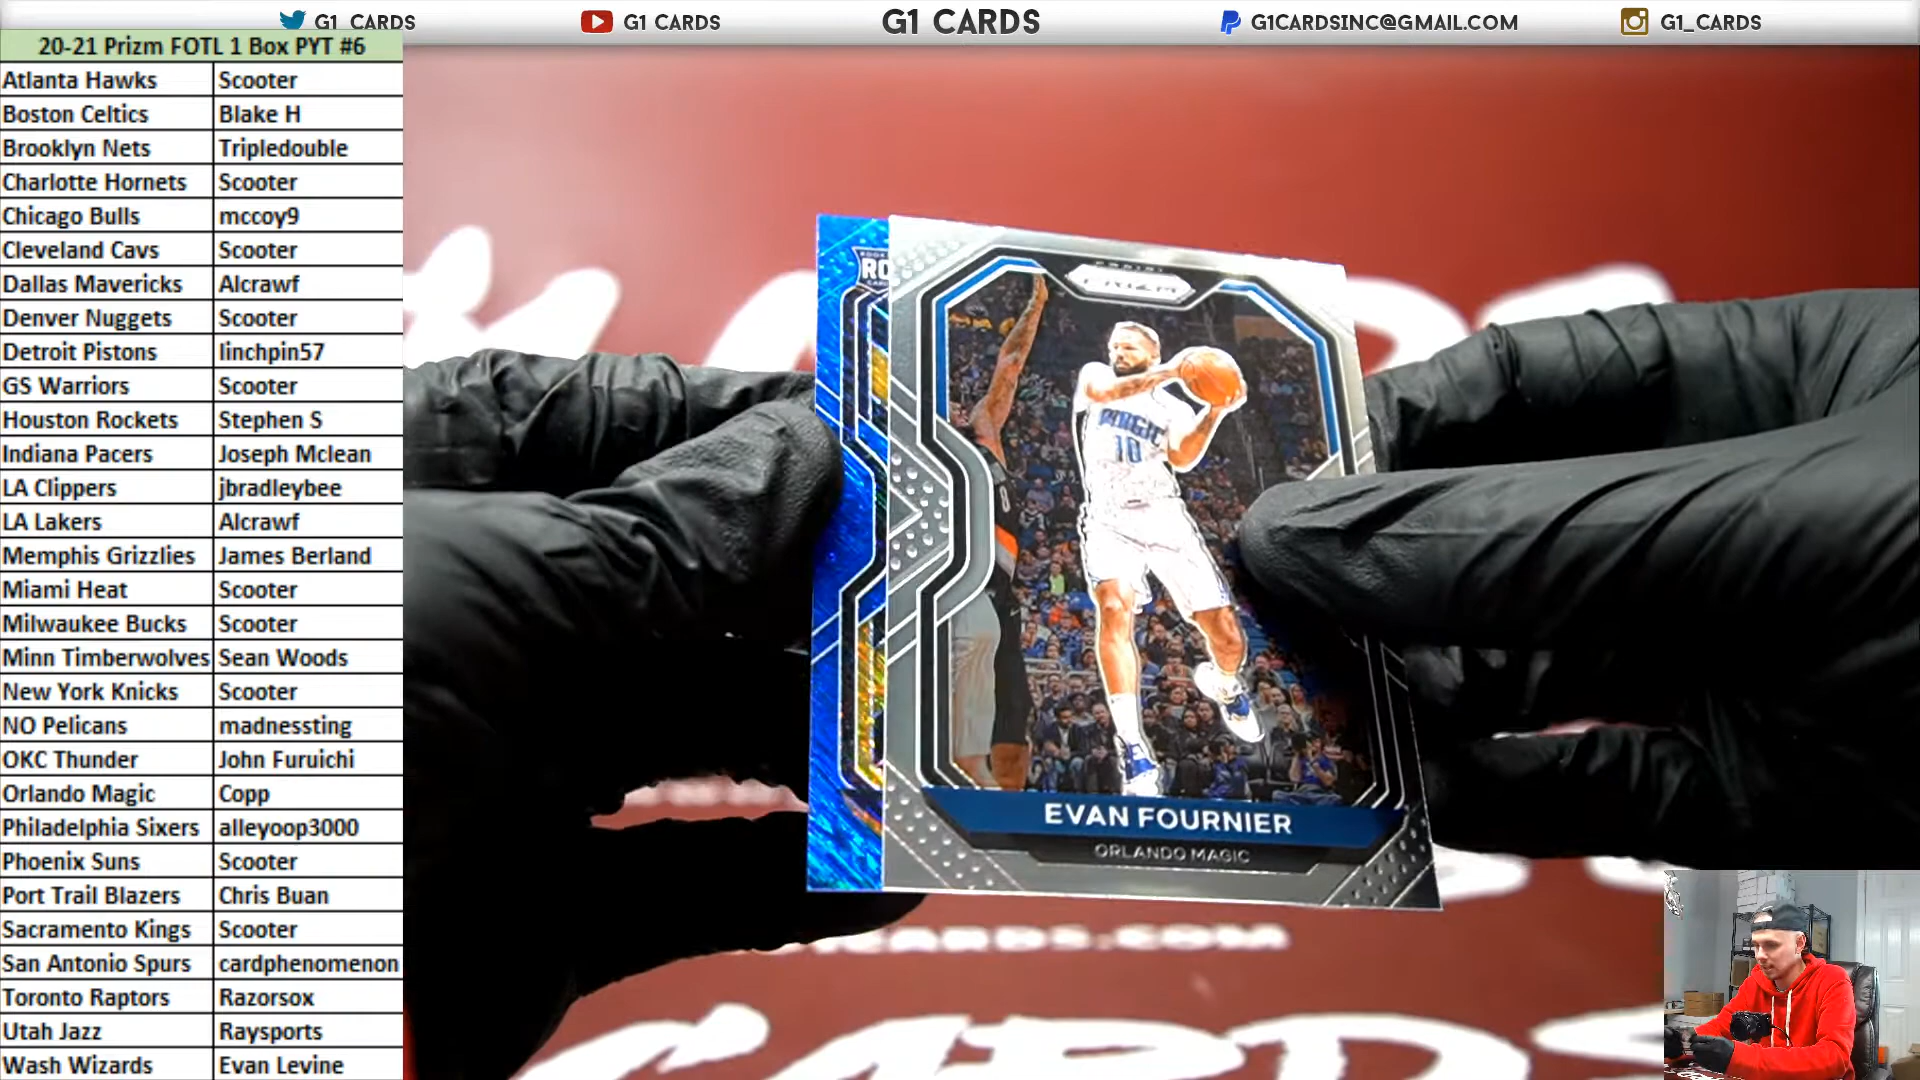 G1_CARDS
G1 CARDS
G1 CARDS
G1CARDSINC@GMAIL.COM
G1_CARDS
20-21 Prizm FOTL 1 Box PYT #6
Atlanta Hawks Scooter
Boston Celtics Blake H
Brooklyn Nets Tripledouble
Charlotte Hornets Scooter
Chicago Bulls mccoy9
Cleveland Cavs Scooter
Dallas Mavericks Alcrawf
Denver Nuggets Scooter
Detroit Pistons linchpin57
GS Warriors Scooter
Houston Rockets Stephen S
Indiana Pacers Joseph Mclean
LA Clippers jbradleybee
LA Lakers Alcrawf
Memphis Grizzlies James Berland
Miami Heat Scooter
Milwaukee Bucks Scooter
Minn Timberwolves Sean Woods
New York Knicks Scooter
NO Pelicans madnessting
OKC Thunder John Furuichi
Orlando Magic Copp
Philadelphia Sixers alleyoop3000
Phoenix Suns Scooter
Port Trail Blazers Chris Buan
Sacramento Kings Scooter
San Antonio Spurs cardphenomenon
Toronto Raptors Razorsox
Utah Jazz Raysports
Wash Wizards Evan Levine
PANINI
PRIZM
MAGIC
10
8
EVAN FOURNIER
ORLANDO MAGIC